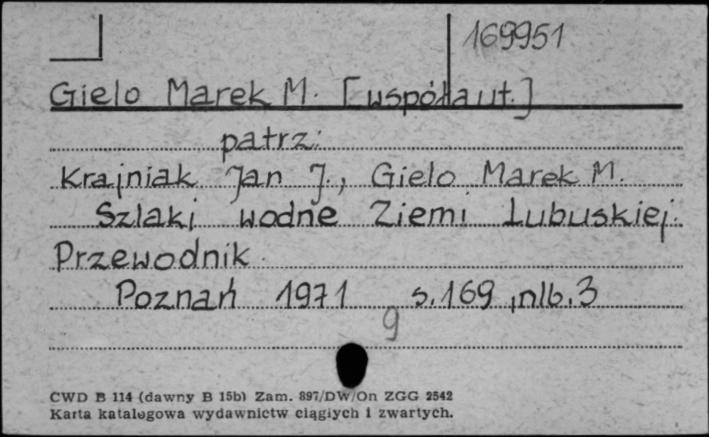 169951
Gielo Marek M. [współaut.]
patrz:
Krajniak Jan J., Gielo Marek M.
Szlaki wodne Ziemi Lubuskiej.
Przewodnik.
Poznań 1971 s.169, nlb.3
9
CWD B 114 (dawny B 15b) Zam. 897/DW/On ZGG 2542
Karta katalogowa wydawnictw ciągłych i zwartych.